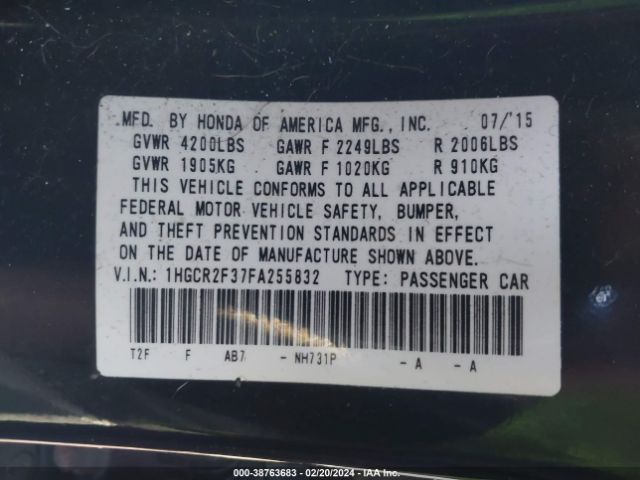 MFD. BY HONDA OF AMERICA MFG., INC. 07/'15
GVWR 4200LBS GAWR F 2249LBS R 2006LBS
GVWR 1905KG GAWR F 1020KG R 910KG
THIS VEHICLE CONFORMS TO ALL APPLICABLE
FEDERAL MOTOR VEHICLE SAFETY, BUMPER,
AND THEFT PREVENTION STANDARDS IN EFFECT
ON THE DATE OF MANUFACTURE SHOWN ABOVE.
V.I.N.: 1HGCR2F37FA255832 TYPE: PASSENGER CAR
T2F F AB7 - NH731P - A - A
000-38763683 / 02/20/2024 - IAA Inc.